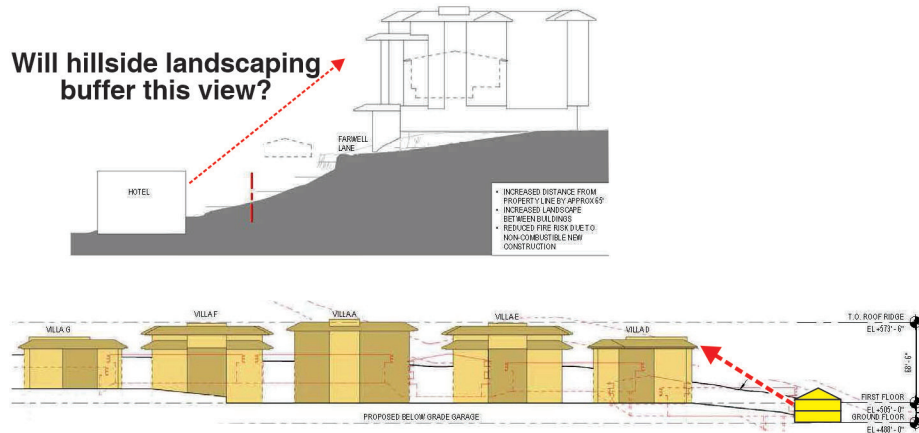 Will hillside landscaping
buffer this view?
FARWELL
LANE
HOTEL
• INCREASED DISTANCE FROM
PROPERTY LINE BY APPROX 65'
• INCREASED LANDSCAPE
BETWEEN BUILDINGS
• REDUCED FIRE RISK DUE TO
NON-COMBUSTIBLE NEW
CONSTRUCTION
VILLA G
VILLA F
VILLA A
VILLA E
VILLA D
T.O. ROOF RIDGE
EL +573' - 6"
FIRST FLOOR
EL +505' - 0"
GROUND FLOOR
EL +488' - 0"
PROPOSED BELOW GRADE GARAGE